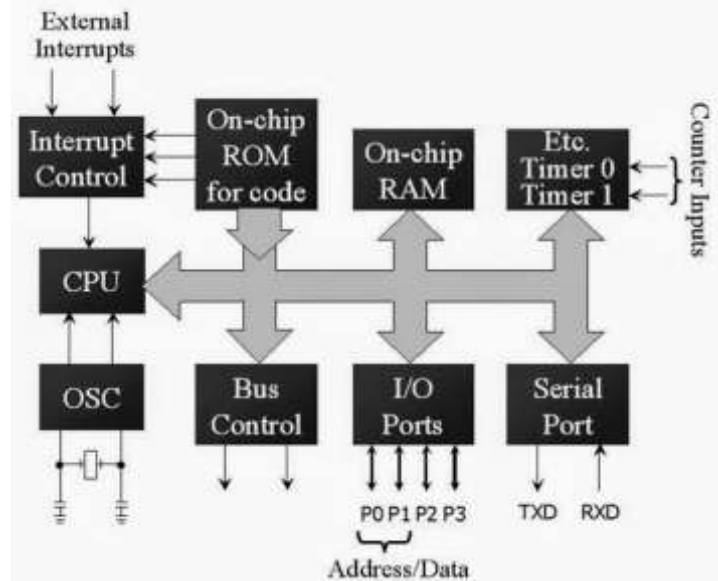 External
Interrupts
Interrupt
Control
On-chip
ROM
for code
On-chip
RAM
Etc.
Timer 0
Timer 1
Counter Inputs
CPU
OSC
Bus
Control
I/O
Ports
Serial
Port
P0 P1 P2 P3
TXD RXD
Address/Data